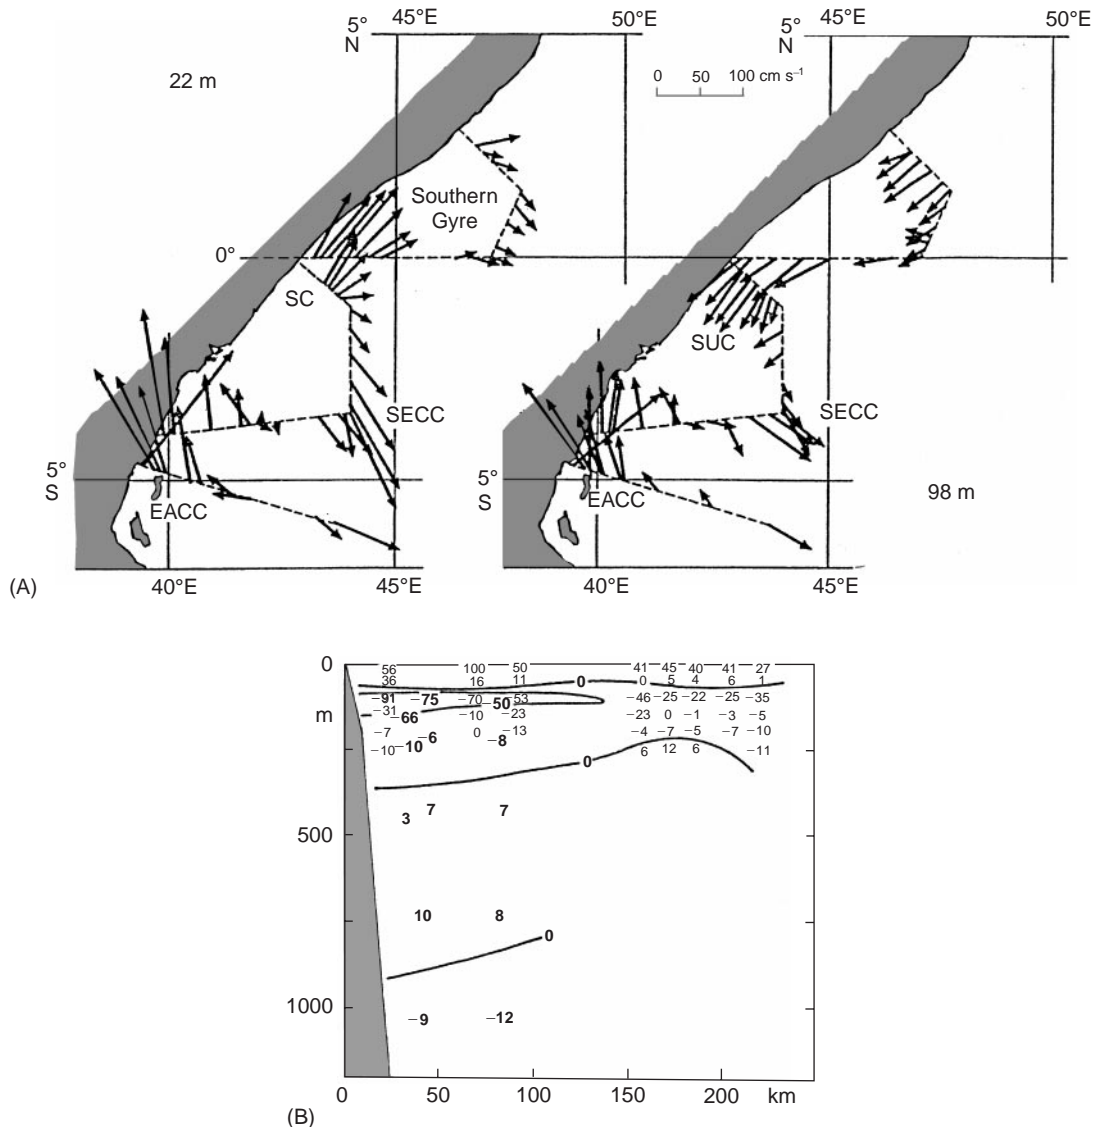 45°E 50°E 45°E 50°E
5° N 5° N
22 m
0 50 100 cm s⁻¹
Southern
Gyre
0°
SC
SUC
SECC SECC
5° S 5° S
98 m
EACC EACC
(A)
40°E 45°E 40°E 45°E
0
56 100 50 41 45 40 41 27
36 16 11 0 0 5 4 6 1
−91 −75 −70 −50 53 −46 −25 −22 −25 −35
m
−31 −66 −10 −23 −23 0 −1 −3 −5
−7 −6 0 −13 −4 −7 −5 −7 −10
−10 −10 −8 6 12 6 −11
0
3 7 7
500
10 8
0
1000
−9 −12
0 50 100 150 200 km
(B)